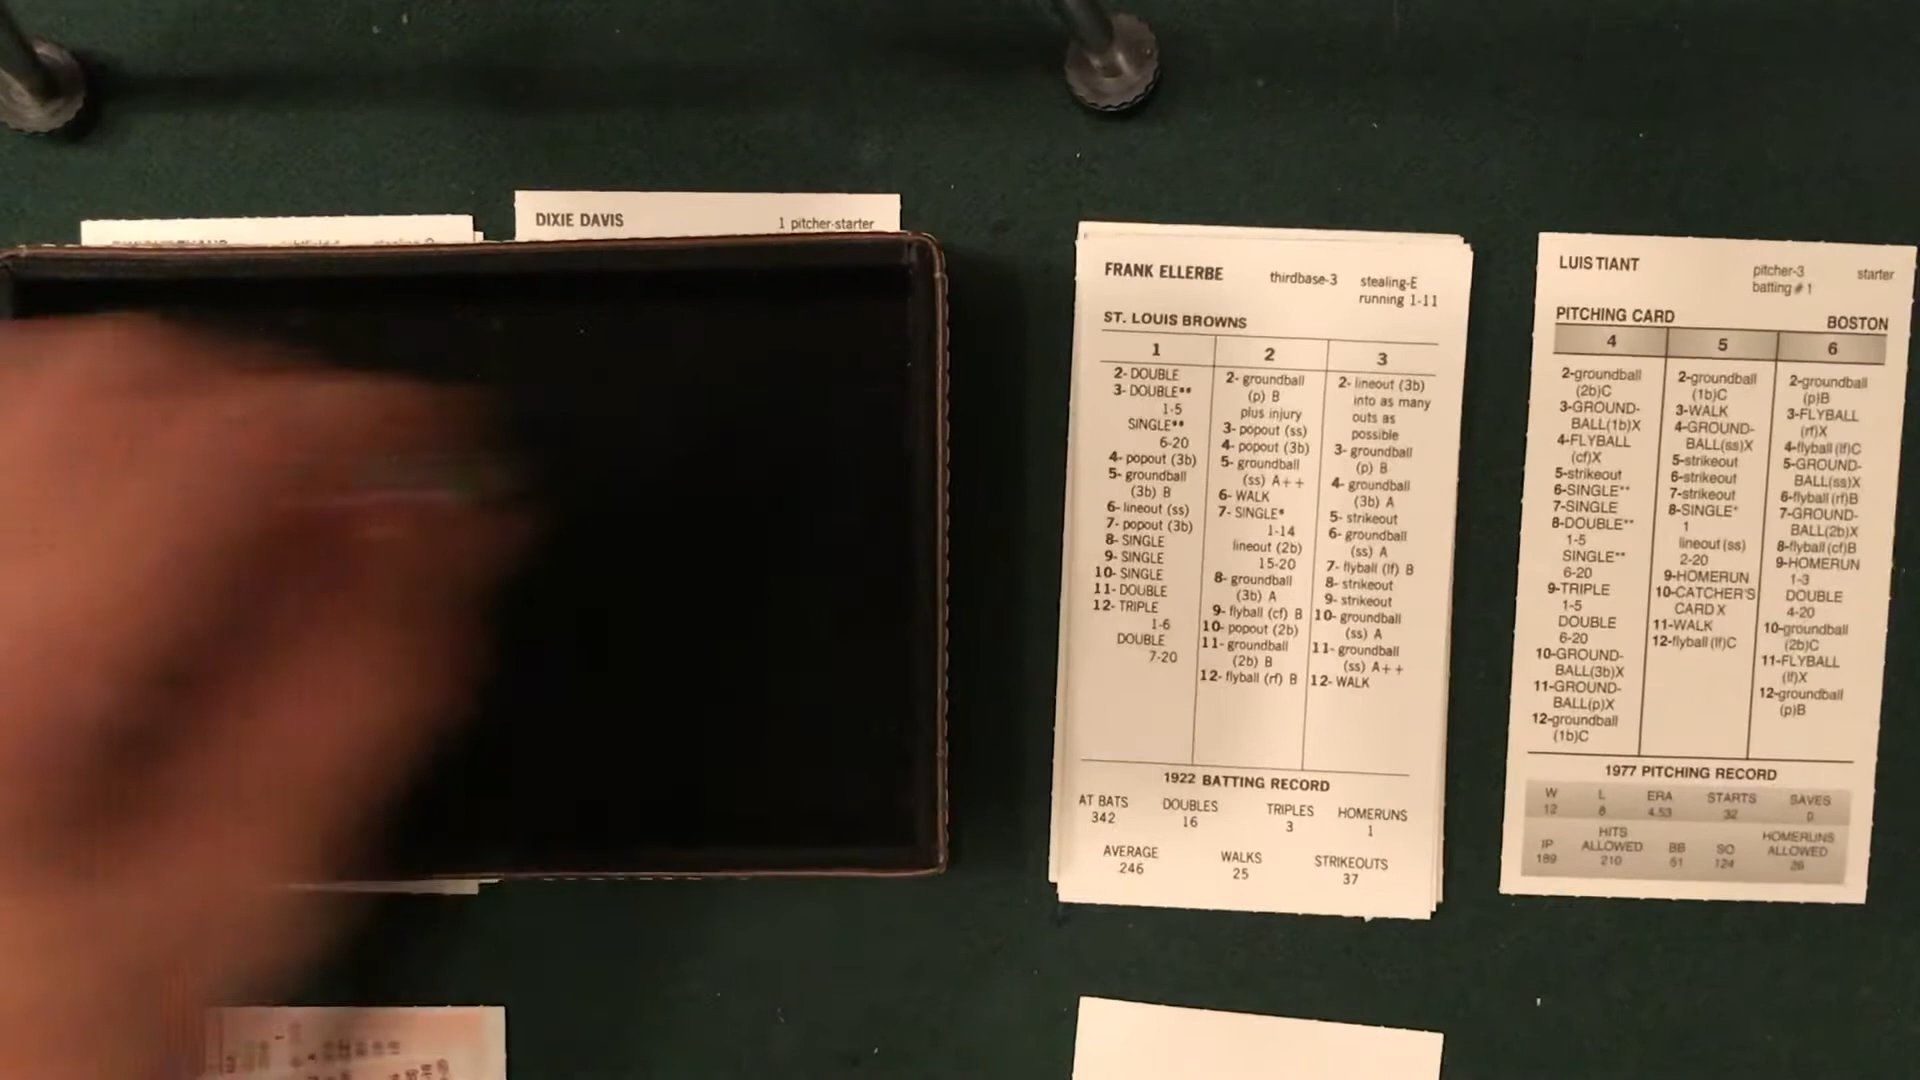 DIXIE DAVIS 1 pitcher-starter
FRANK ELLERBE thirdbase-3 stealing-E
running 1-11
ST. LOUIS BROWNS
1 2 3
2- DOUBLE
3- DOUBLE**
1-5
SINGLE**
6-20
4- popout (3b)
5- groundball
(3b) B
6- lineout (ss)
7- popout (3b)
8- SINGLE
9- SINGLE
10- SINGLE
11- DOUBLE
12- TRIPLE
1-6
DOUBLE
7-20
2- groundball
(p) B
plus injury
3- popout (ss)
4- popout (3b)
5- groundball
(ss) A++
6- WALK
7- SINGLE*
1-14
lineout (2b)
15-20
8- groundball
(3b) A
9- flyball (cf) B
10- popout (2b)
11- groundball
(2b) B
12- flyball (rf) B
2- lineout (3b)
into as many
outs as
possible
3- groundball
(p) B
4- groundball
(3b) A
5- strikeout
6- groundball
(ss) A
7- flyball (lf) B
8- strikeout
9- strikeout
10- groundball
(ss) A
11- groundball
(ss) A++
12- WALK
1922 BATTING RECORD
AT BATS DOUBLES TRIPLES HOMERUNS
342 16 3 1
AVERAGE WALKS STRIKEOUTS
.246 25 37
LUIS TIANT pitcher-3 starter
batting #1
PITCHING CARD BOSTON
4 5 6
2-groundball
(2b)C
3-GROUND-
BALL(1b)X
4-FLYBALL
(cf)X
5-strikeout
6-SINGLE**
7-SINGLE
8-DOUBLE**
1-5
SINGLE**
6-20
9-TRIPLE
1-5
DOUBLE
6-20
10-GROUND-
BALL(3b)X
11-GROUND-
BALL(p)X
12-groundball
(1b)C
2-groundball
(1b)C
3-WALK
4-GROUND-
BALL(ss)X
5-strikeout
6-strikeout
7-strikeout
8-SINGLE*
1
lineout(ss)
2-20
9-HOMERUN
10-CATCHER'S
CARD X
11-WALK
12-flyball(lf)C
2-groundball
(p)B
3-FLYBALL
(rf)X
4-flyball(lf)C
5-GROUND-
BALL(ss)X
6-flyball(rf)B
7-GROUND-
BALL(2b)X
8-flyball(cf)B
9-HOMERUN
1-3
DOUBLE
4-20
10-groundball
(2b)C
11-FLYBALL
(lf)X
12-groundball
(p)B
1977 PITCHING RECORD
W L ERA STARTS SAVES
12 8 4.53 32 0
IP HITS ALLOWED BB SO HOMERUNS ALLOWED
189 210 51 124 26